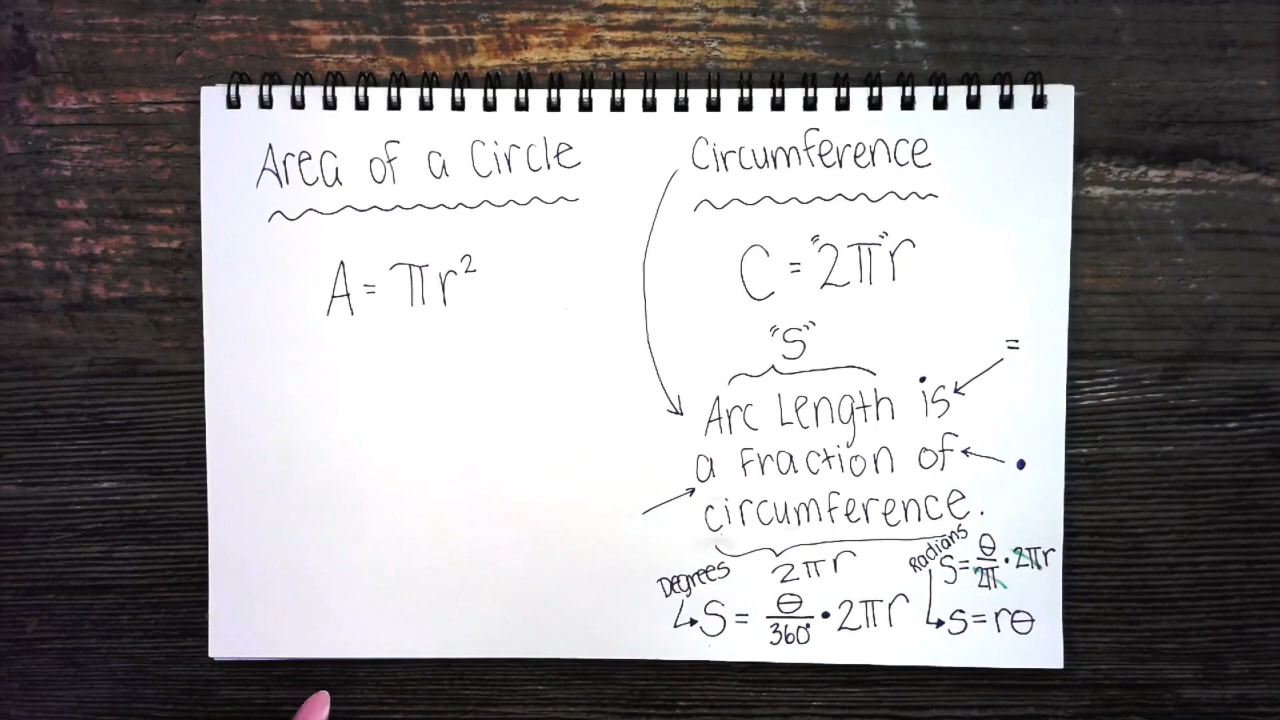 Area of a Circle
A = πr²
Circumference
C = "2π"r
"S"
=
Arc Length is
a fraction of
•
circumference.
2πr
Degrees
S = θ/360° • 2πr
Radians
S = θ/2π • 2πr
S = rθ